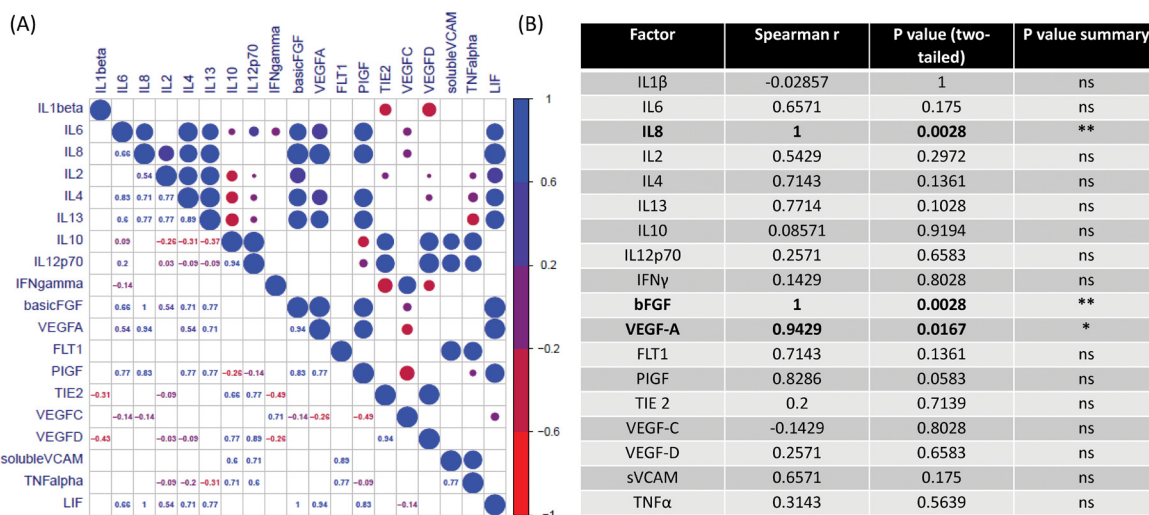 (A)
IL1beta IL6 IL8 IL2 IL4 IL13 IL10 IL12p70 IFNgamma basicFGF VEGFA FLT1 PIGF TIE2 VEGFC VEGFD solubleVCAM TNFalpha LIF
IL1beta
IL6
IL8 0.66
IL2 0.54
IL4 0.83 0.71 0.77
IL13 0.6 0.77 0.77 0.89
IL10 0.09 −0.26 −0.31 −0.37
IL12p70 0.2 0.03 −0.09 −0.09 0.94
IFNgamma −0.14
basicFGF 0.66 1 0.54 0.71 0.77
VEGFA 0.54 0.94 0.54 0.71 0.94
FLT1
PIGF 0.77 0.83 0.77 0.77 −0.26 −0.14 0.83 0.77
TIE2 −0.31 −0.09 0.66 0.77 −0.49
VEGFC −0.14 −0.14 0.71 −0.14 −0.26 −0.49
VEGFD −0.43 −0.03 −0.09 0.77 0.89 −0.26 0.94
solubleVCAM 0.6 0.71 0.89
TNFalpha −0.09 −0.2 −0.31 0.71 0.6 0.77 −0.09 0.77
LIF 0.66 1 0.54 0.71 0.77 1 0.94 0.83 −0.14
1
0.6
0.2
−0.2
−0.6
−1
(B)
Factor Spearman r P value (two-
tailed) P value summary
IL1β -0.02857 1 ns
IL6 0.6571 0.175 ns
IL8 1 0.0028 **
IL2 0.5429 0.2972 ns
IL4 0.7143 0.1361 ns
IL13 0.7714 0.1028 ns
IL10 0.08571 0.9194 ns
IL12p70 0.2571 0.6583 ns
IFNγ 0.1429 0.8028 ns
bFGF 1 0.0028 **
VEGF-A 0.9429 0.0167 *
FLT1 0.7143 0.1361 ns
PIGF 0.8286 0.0583 ns
TIE 2 0.2 0.7139 ns
VEGF-C -0.1429 0.8028 ns
VEGF-D 0.2571 0.6583 ns
sVCAM 0.6571 0.175 ns
TNFα 0.3143 0.5639 ns